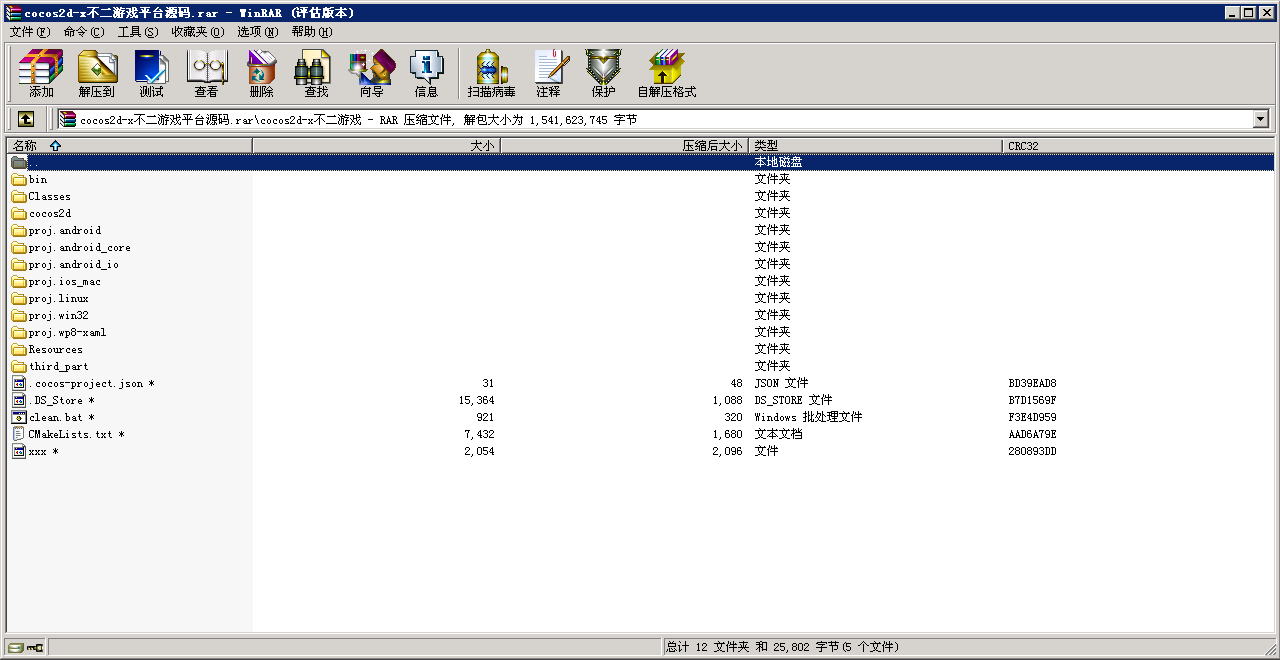 cocos2d-x不二游戏平台源码.rar - WinRAR (评估版本)
文件(F) 命令(C) 工具(S) 收藏夹(O) 选项(N) 帮助(H)
添加 解压到 测试 查看 删除 查找 向导 信息 扫描病毒 注释 保护 自解压格式
cocos2d-x不二游戏平台源码.rar\cocos2d-x不二游戏 - RAR 压缩文件, 解包大小为 1,541,623,745 字节
名称 大小 压缩后大小 类型 CRC32
.. 本地磁盘
bin 文件夹
Classes 文件夹
cocos2d 文件夹
proj.android 文件夹
proj.android_core 文件夹
proj.android_io 文件夹
proj.ios_mac 文件夹
proj.linux 文件夹
proj.win32 文件夹
proj.wp8-xaml 文件夹
Resources 文件夹
third_part 文件夹
.cocos-project.json * 31 48 JSON 文件 BD39EAD8
.DS_Store * 15,364 1,088 DS_STORE 文件 B7D1569F
clean.bat * 921 320 Windows 批处理文件 F3E4D959
CMakeLists.txt * 7,432 1,680 文本文档 AAD6A79E
xxx * 2,054 2,096 文件 280893DD
总计 12 文件夹 和 25,802 字节(5 个文件)